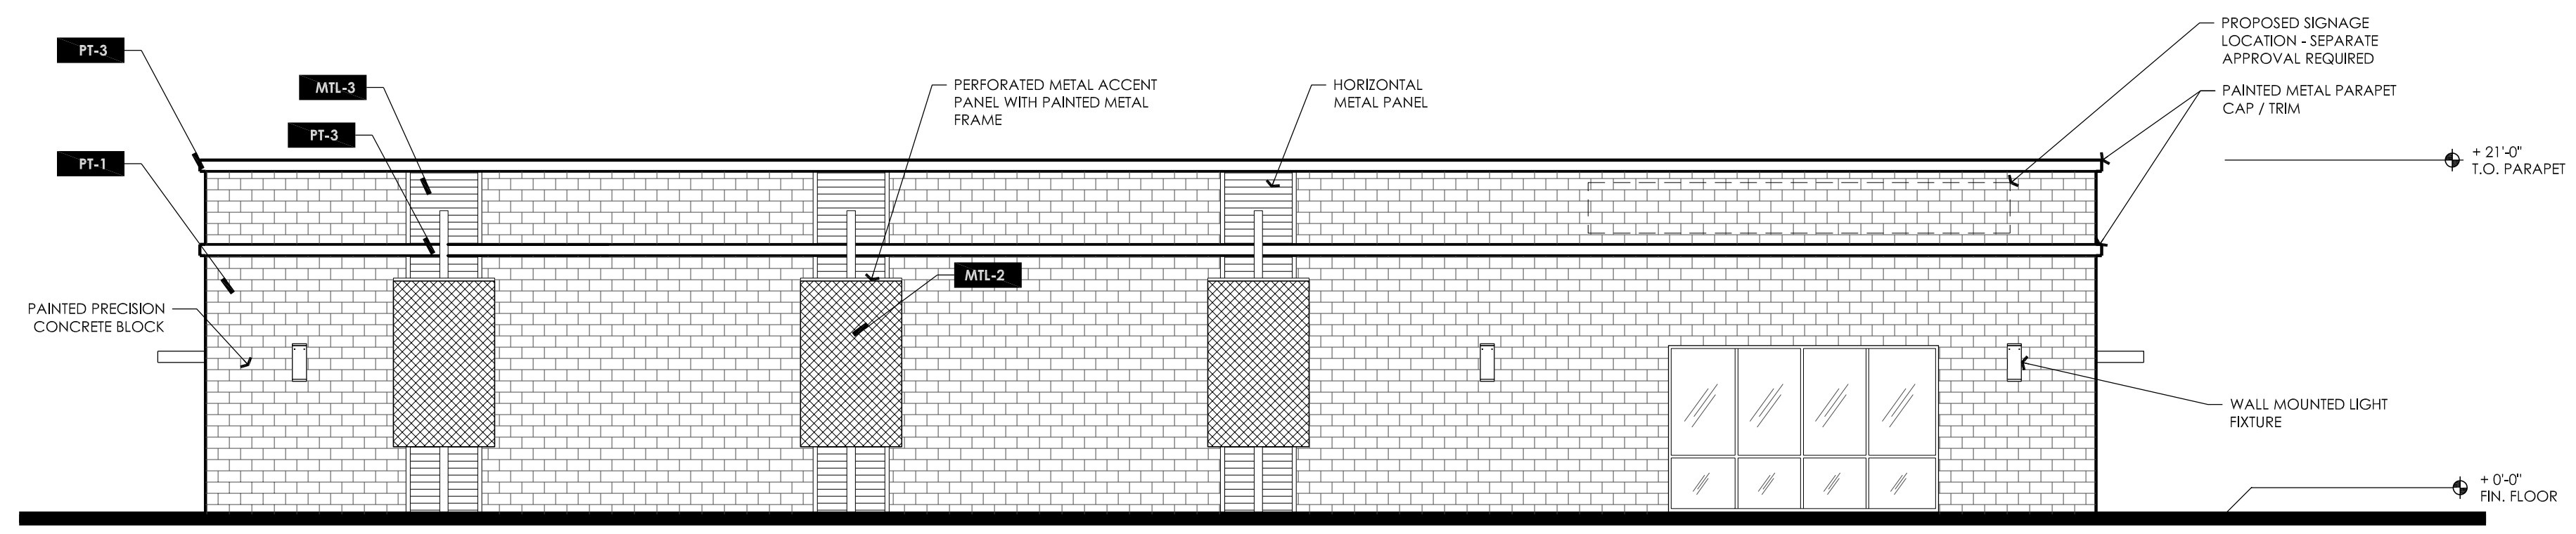 PT-3
MTL-3
PT-3
PT-1
PERFORATED METAL ACCENT
PANEL WITH PAINTED METAL
FRAME
HORIZONTAL
METAL PANEL
PROPOSED SIGNAGE
LOCATION - SEPARATE
APPROVAL REQUIRED
PAINTED METAL PARAPET
CAP / TRIM
+ 21'-0"
T.O. PARAPET
MTL-2
PAINTED PRECISION
CONCRETE BLOCK
WALL MOUNTED LIGHT
FIXTURE
+ 0'-0"
FIN. FLOOR